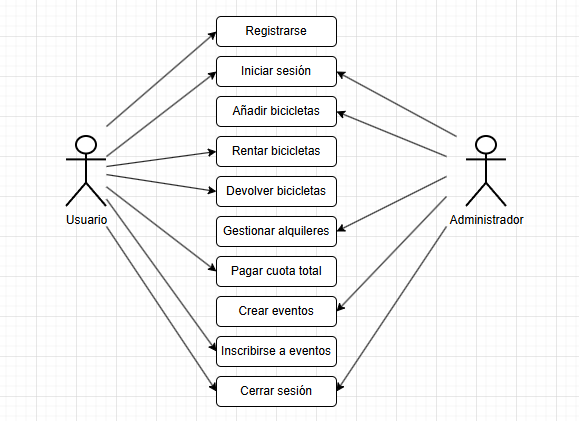 Registrarse
Iniciar sesión
Añadir bicicletas
Rentar bicicletas
Devolver bicicletas
Usuario
Administrador
Gestionar alquileres
Pagar cuota total
Crear eventos
Inscribirse a eventos
Cerrar sesión